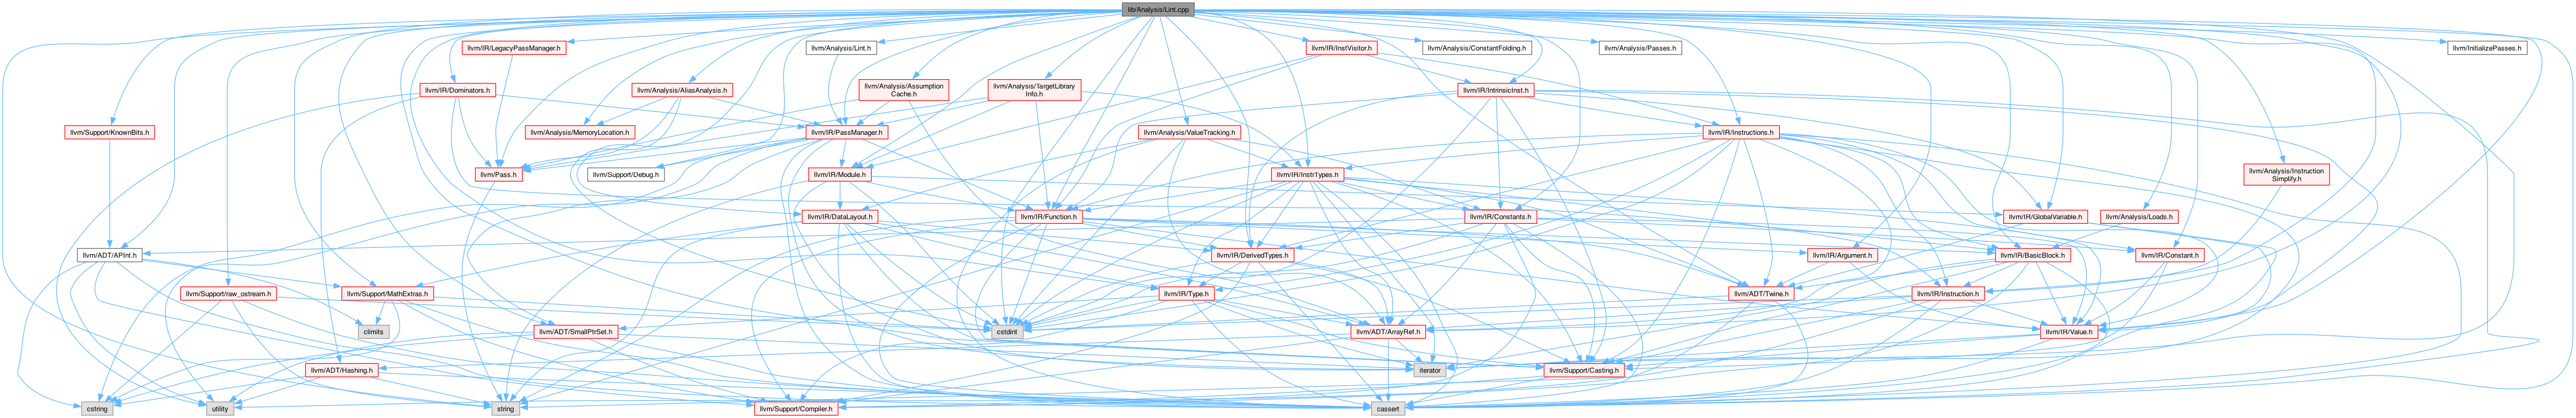 lib/Analysis/Lint.cpp
llvm/IR/LegacyPassManager.h
llvm/Analysis/Lint.h
llvm/IR/InstVisitor.h
llvm/Analysis/ConstantFolding.h
llvm/Analysis/Passes.h
llvm/InitializePasses.h
llvm/IR/Dominators.h
llvm/Analysis/AliasAnalysis.h
llvm/Analysis/Assumption
Cache.h
llvm/Analysis/TargetLibrary
Info.h
llvm/IR/IntrinsicInst.h
llvm/Support/KnownBits.h
llvm/Analysis/MemoryLocation.h
llvm/IR/PassManager.h
llvm/Analysis/ValueTracking.h
llvm/IR/Instructions.h
llvm/Pass.h
llvm/Support/Debug.h
llvm/IR/Module.h
llvm/IR/InstrTypes.h
llvm/Analysis/Instruction
Simplify.h
llvm/IR/DataLayout.h
llvm/IR/Function.h
llvm/IR/Constants.h
llvm/IR/GlobalVariable.h
llvm/Analysis/Loads.h
llvm/ADT/APInt.h
llvm/IR/DerivedTypes.h
llvm/IR/Argument.h
llvm/IR/BasicBlock.h
llvm/IR/Constant.h
llvm/Support/raw_ostream.h
llvm/Support/MathExtras.h
llvm/IR/Type.h
llvm/ADT/Twine.h
llvm/IR/Instruction.h
climits
llvm/ADT/SmallPtrSet.h
cstdint
llvm/ADT/ArrayRef.h
llvm/IR/Value.h
llvm/ADT/Hashing.h
iterator
llvm/Support/Casting.h
cstring
utility
string
llvm/Support/Compiler.h
cassert